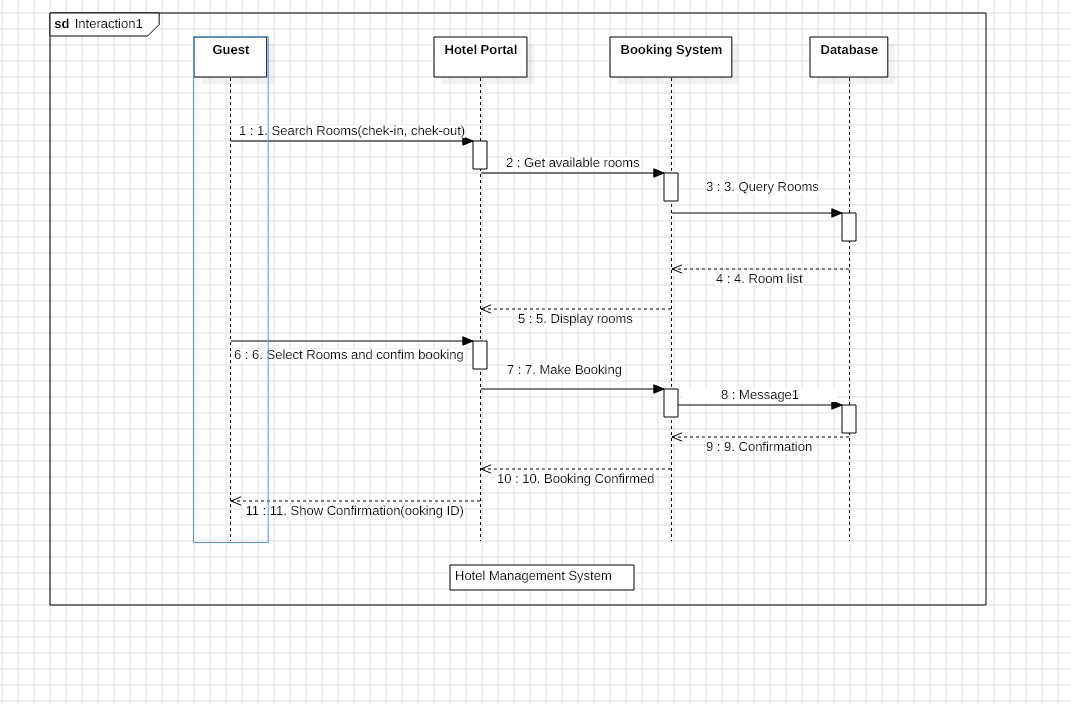 sd Interaction1
Guest
Hotel Portal
Booking System
Database
1 : 1. Search Rooms(chek-in, chek-out)
2 : Get available rooms
3 : 3. Query Rooms
4 : 4. Room list
5 : 5. Display rooms
6 : 6. Select Rooms and confim booking
7 : 7. Make Booking
8 : Message1
9 : 9. Confirmation
10 : 10. Booking Confirmed
11 : 11. Show Confirmation(ooking ID)
Hotel Management System